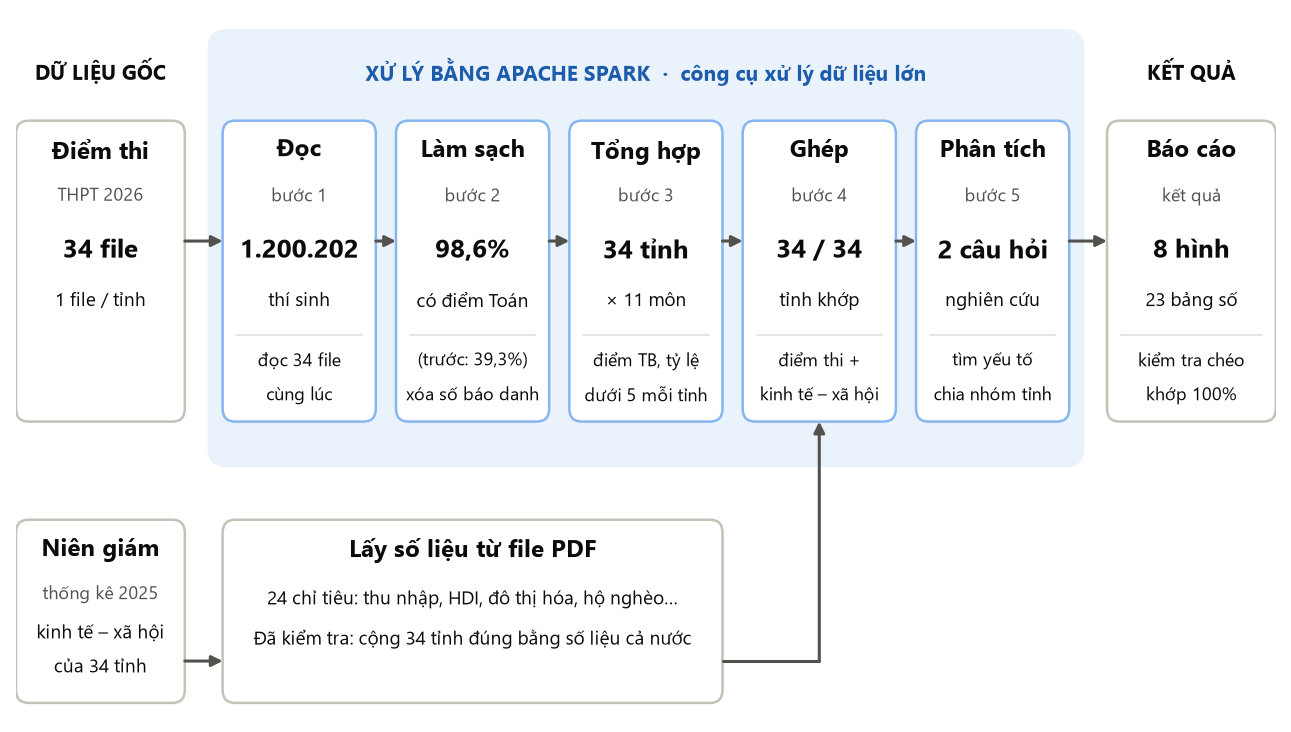 DỮ LIỆU GỐC
XỬ LÝ BẰNG APACHE SPARK · công cụ xử lý dữ liệu lớn
KẾT QUẢ
Điểm thi
THPT 2026
34 file
1 file / tỉnh
Đọc
bước 1
1.200.202
thí sinh
đọc 34 file
cùng lúc
Làm sạch
bước 2
98,6%
có điểm Toán
(trước: 39,3%)
xóa số báo danh
Tổng hợp
bước 3
34 tỉnh
× 11 môn
điểm TB, tỷ lệ
dưới 5 mỗi tỉnh
Ghép
bước 4
34 / 34
tỉnh khớp
điểm thi +
kinh tế – xã hội
Phân tích
bước 5
2 câu hỏi
nghiên cứu
tìm yếu tố
chia nhóm tỉnh
Báo cáo
kết quả
8 hình
23 bảng số
kiểm tra chéo
khớp 100%
Niên giám
thống kê 2025
kinh tế – xã hội
của 34 tỉnh
Lấy số liệu từ file PDF
24 chỉ tiêu: thu nhập, HDI, đô thị hóa, hộ nghèo...
Đã kiểm tra: cộng 34 tỉnh đúng bằng số liệu cả nước